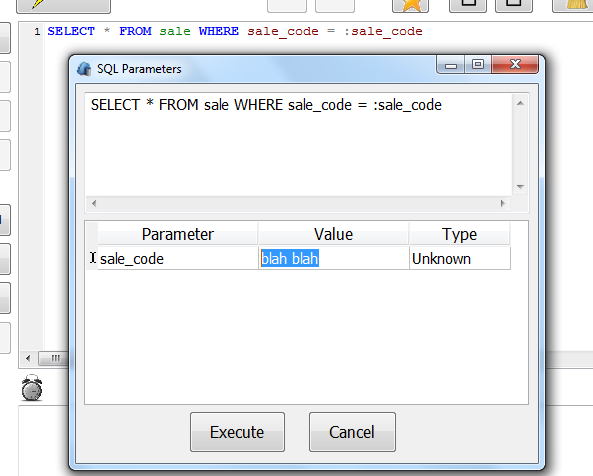 1 SELECT * FROM sale WHERE sale_code = :sale_code
SQL Parameters
SELECT * FROM sale WHERE sale_code = :sale_code
Parameter Value Type
sale_code blah blah Unknown
Execute Cancel